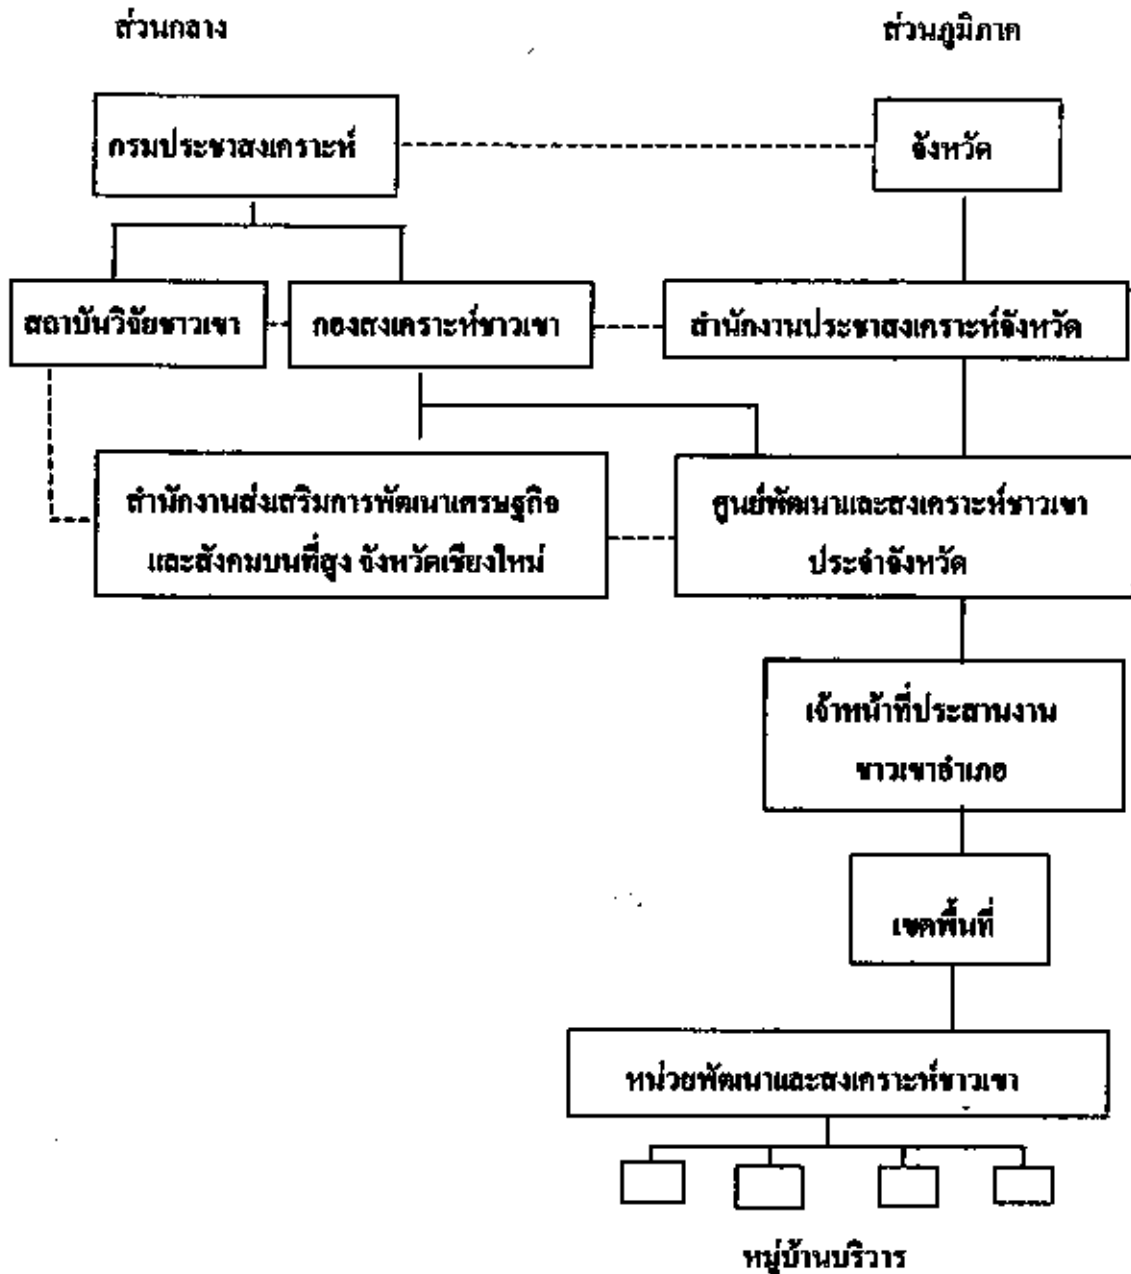 ส่วนกลาง
ส่วนภูมิภาค
กรมประชาสงเคราะห์
จังหวัด
สถาบันวิจัยชาวเขา
กองสงเคราะห์ชาวเขา
สำนักงานประชาสงเคราะห์จังหวัด
สำนักงานส่งเสริมการพัฒนาเศรษฐกิจ
และสังคมบนที่สูง จังหวัดเชียงใหม่
ศูนย์พัฒนาและสงเคราะห์ชาวเขา
ประจำจังหวัด
เจ้าหน้าที่ประสานงาน
ชาวเขาอำเภอ
เขตพื้นที่
หน่วยพัฒนาและสงเคราะห์ชาวเขา
หมู่บ้านบริวาร